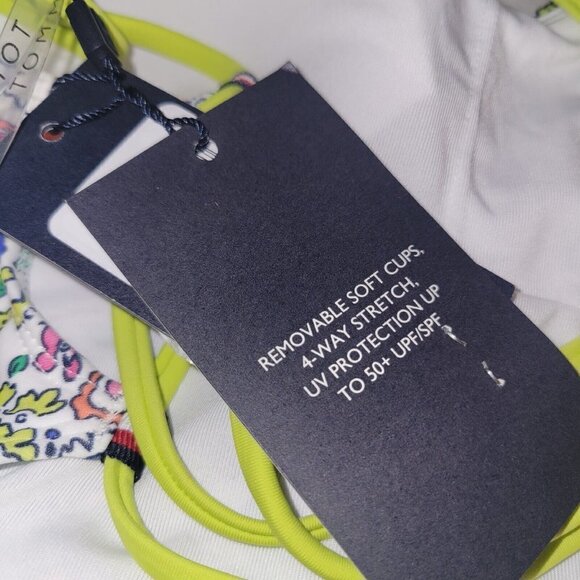 REMOVABLE SOFT CUPS,
4-WAY STRETCH,
UV PROTECTION UP
TO 50+ UPF/SPF